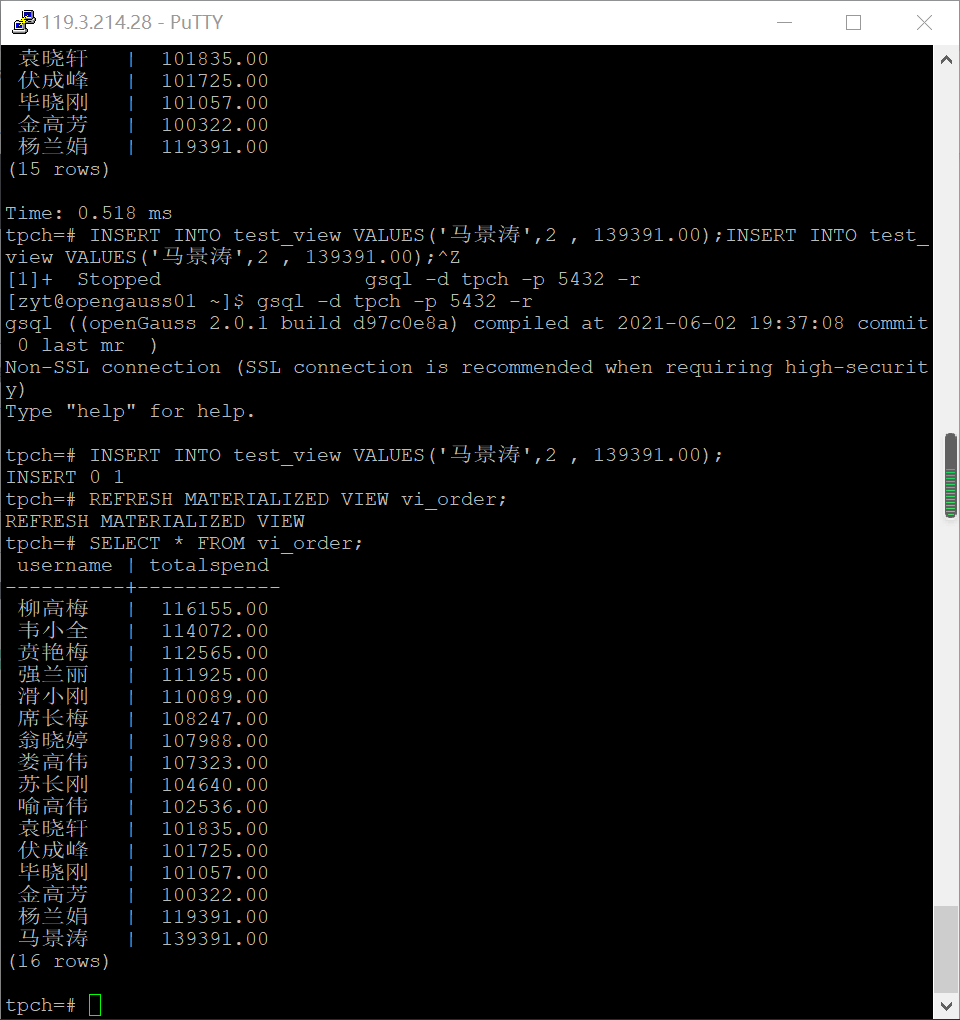 119.3.214.28 - PuTTY
袁晓轩 | 101835.00
伏成峰 | 101725.00
毕晓刚 | 101057.00
金高芳 | 100322.00
杨兰娟 | 119391.00
(15 rows)
Time: 0.518 ms
tpch=# INSERT INTO test_view VALUES('马景涛',2 , 139391.00);INSERT INTO test_
view VALUES('马景涛',2 , 139391.00);^Z
[1]+  Stopped                 gsql -d tpch -p 5432 -r
[zyt@opengauss01 ~]$ gsql -d tpch -p 5432 -r
gsql ((openGauss 2.0.1 build d97c0e8a) compiled at 2021-06-02 19:37:08 commit
 0 last mr  )
Non-SSL connection (SSL connection is recommended when requiring high-securit
y)
Type "help" for help.
tpch=# INSERT INTO test_view VALUES('马景涛',2 , 139391.00);
INSERT 0 1
tpch=# REFRESH MATERIALIZED VIEW vi_order;
REFRESH MATERIALIZED VIEW
tpch=# SELECT * FROM vi_order;
 username | totalspend
----------+------------
柳高梅 | 116155.00
韦小全 | 114072.00
贲艳梅 | 112565.00
强兰丽 | 111925.00
滑小刚 | 110089.00
席长梅 | 108247.00
翁晓婷 | 107988.00
娄高伟 | 107323.00
苏长刚 | 104640.00
喻高伟 | 102536.00
袁晓轩 | 101835.00
伏成峰 | 101725.00
毕晓刚 | 101057.00
金高芳 | 100322.00
杨兰娟 | 119391.00
马景涛 | 139391.00
(16 rows)
tpch=#